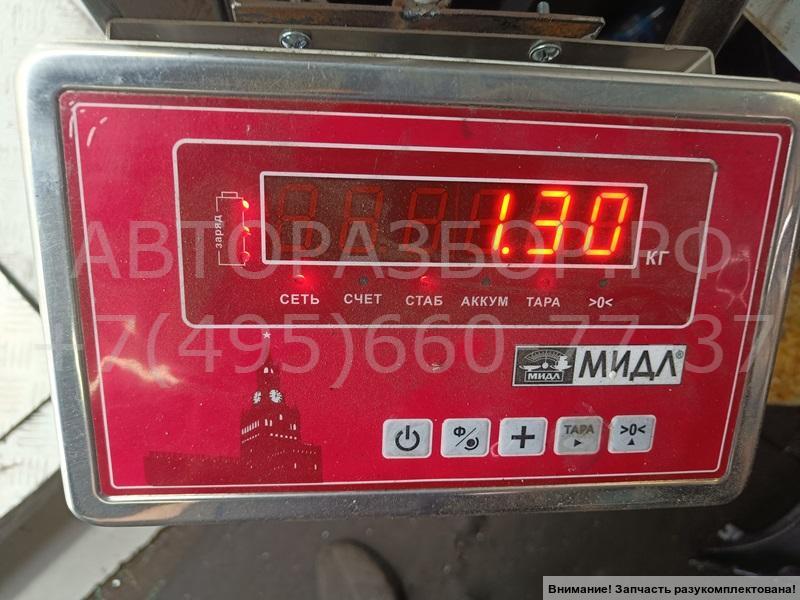 1.30
заряд
КГ
АВТОРАЗБОР.РФ
СЕТЬ СЧЕТ СТАБ АККУМ ТАРА >0<
+7(495)660-77-37
МИДЛ МИДЛ®
Ф/ + ТАРА >0<
Внимание! Запчасть разукомплектована!